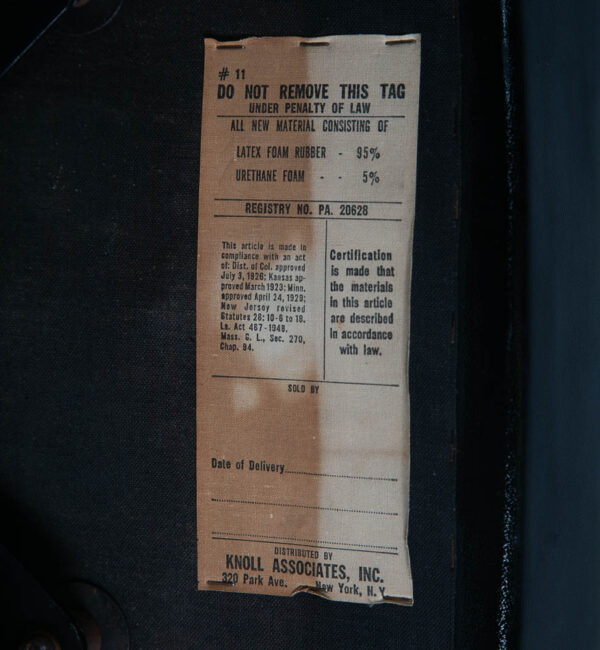 # 11
DO NOT REMOVE THIS TAG
UNDER PENALTY OF LAW
ALL NEW MATERIAL CONSISTING OF
LATEX FOAM RUBBER - 95%
URETHANE FOAM - - 5%
REGISTRY NO. PA. 20628
This article is made in
compliance with an act
of: Dist. of Col. approved
July 3, 1926; Kansas ap-
proved March 1923; Minn.
approved April 24, 1929;
New Jersey revised
Statutes 26: 10-6 to 18.
La. Act 467-1948.
Mass. G. L., Sec. 270,
Chap. 94.
Certification
is made that
the materials
in this article
are described
in accordance
with law.
SOLD BY
Date of Delivery
DISTRIBUTED BY
KNOLL ASSOCIATES, INC.
320 Park Ave. New York, N.Y.